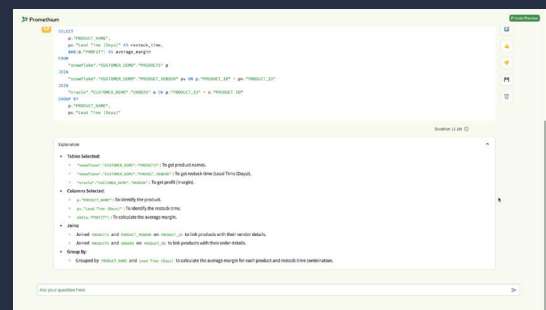 Promethium
Private Preview
SELECT
p."PRODUCT_NAME",
pv."Lead Time (Days)" AS restock_time,
AVG(o."PROFIT") AS average_margin
FROM
"snowflake"."CUSTOMER_DEMO"."PRODUCTS" p
JOIN
"snowflake"."CUSTOMER_DEMO"."PRODUCT_VENDOR" pv ON p."PRODUCT_ID" = pv."PRODUCT_ID"
JOIN
"oracle"."CUSTOMER_DEMO"."ORDERS" o ON p."PRODUCT_ID" = o."PRODUCT_ID"
GROUP BY
p."PRODUCT_NAME",
pv."Lead Time (Days)"
Duration
Explanation
Tables Selected:
"snowflake"."CUSTOMER_DEMO"."PRODUCTS": To get product names.
"snowflake"."CUSTOMER_DEMO"."PRODUCT_VENDOR": To get restock time (Lead Time (Days)).
"oracle"."CUSTOMER_DEMO"."ORDERS": To get profit (margin).
Columns Selected:
p."PRODUCT_NAME": To identify the product.
pv."Lead Time (Days)": To identify the restock time.
AVG(o."PROFIT"): To calculate the average margin.
Joins:
Joined PRODUCTS and PRODUCT_VENDOR on PRODUCT_ID to link products with their vendor details.
Joined PRODUCTS and ORDERS on PRODUCT_ID to link products with their order details.
Group By:
Grouped by PRODUCT_NAME and Lead Time (Days) to calculate the average margin for each product and restock time combination.
Ask your question here